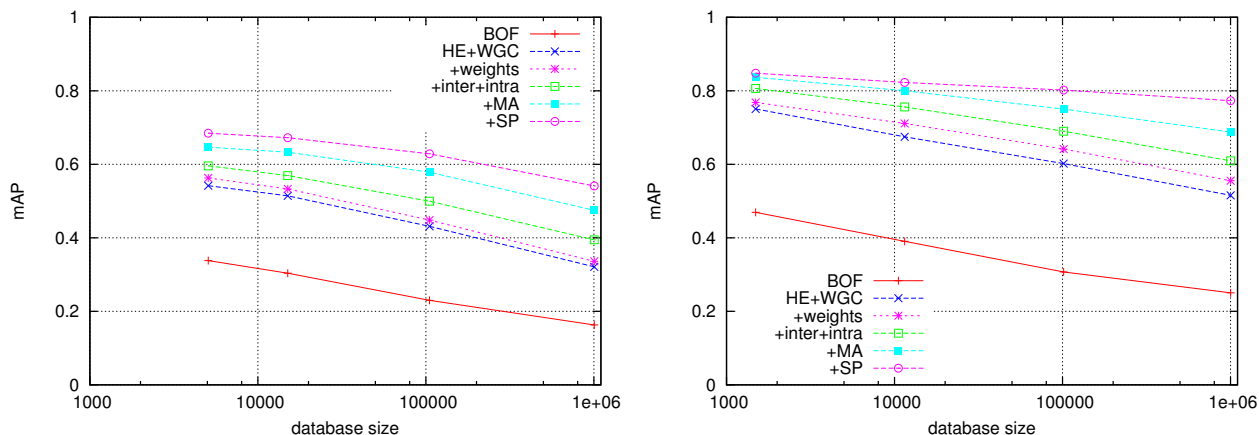 1
0.8
0.6
0.4
0.2
0
1000
10000
100000
1e+06
mAP
database size
BOF
HE+WGC
+weights
+inter+intra
+MA
+SP
1
0.8
0.6
0.4
0.2
0
1000
10000
100000
1e+06
mAP
database size
BOF
HE+WGC
+weights
+inter+intra
+MA
+SP